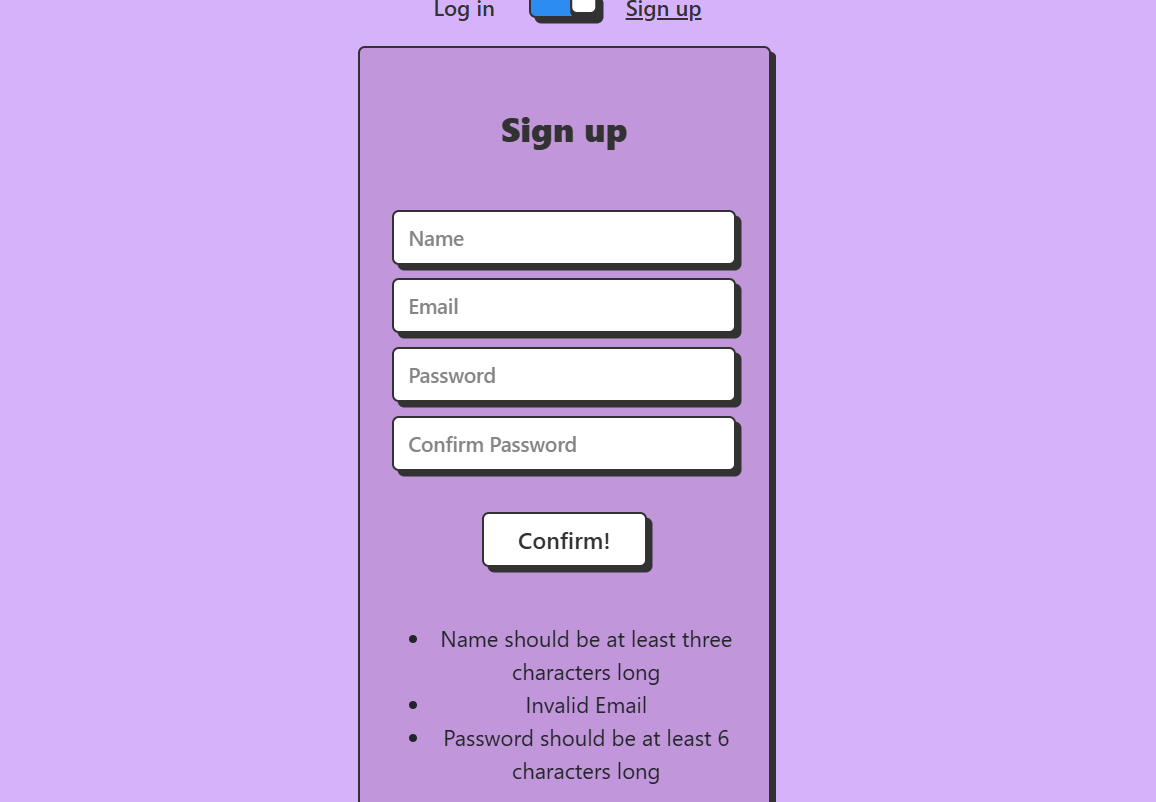 Log in Sign up
Sign up
Name
Email
Password
Confirm Password
Confirm!
• Name should be at least three
characters long
• Invalid Email
• Password should be at least 6
characters long